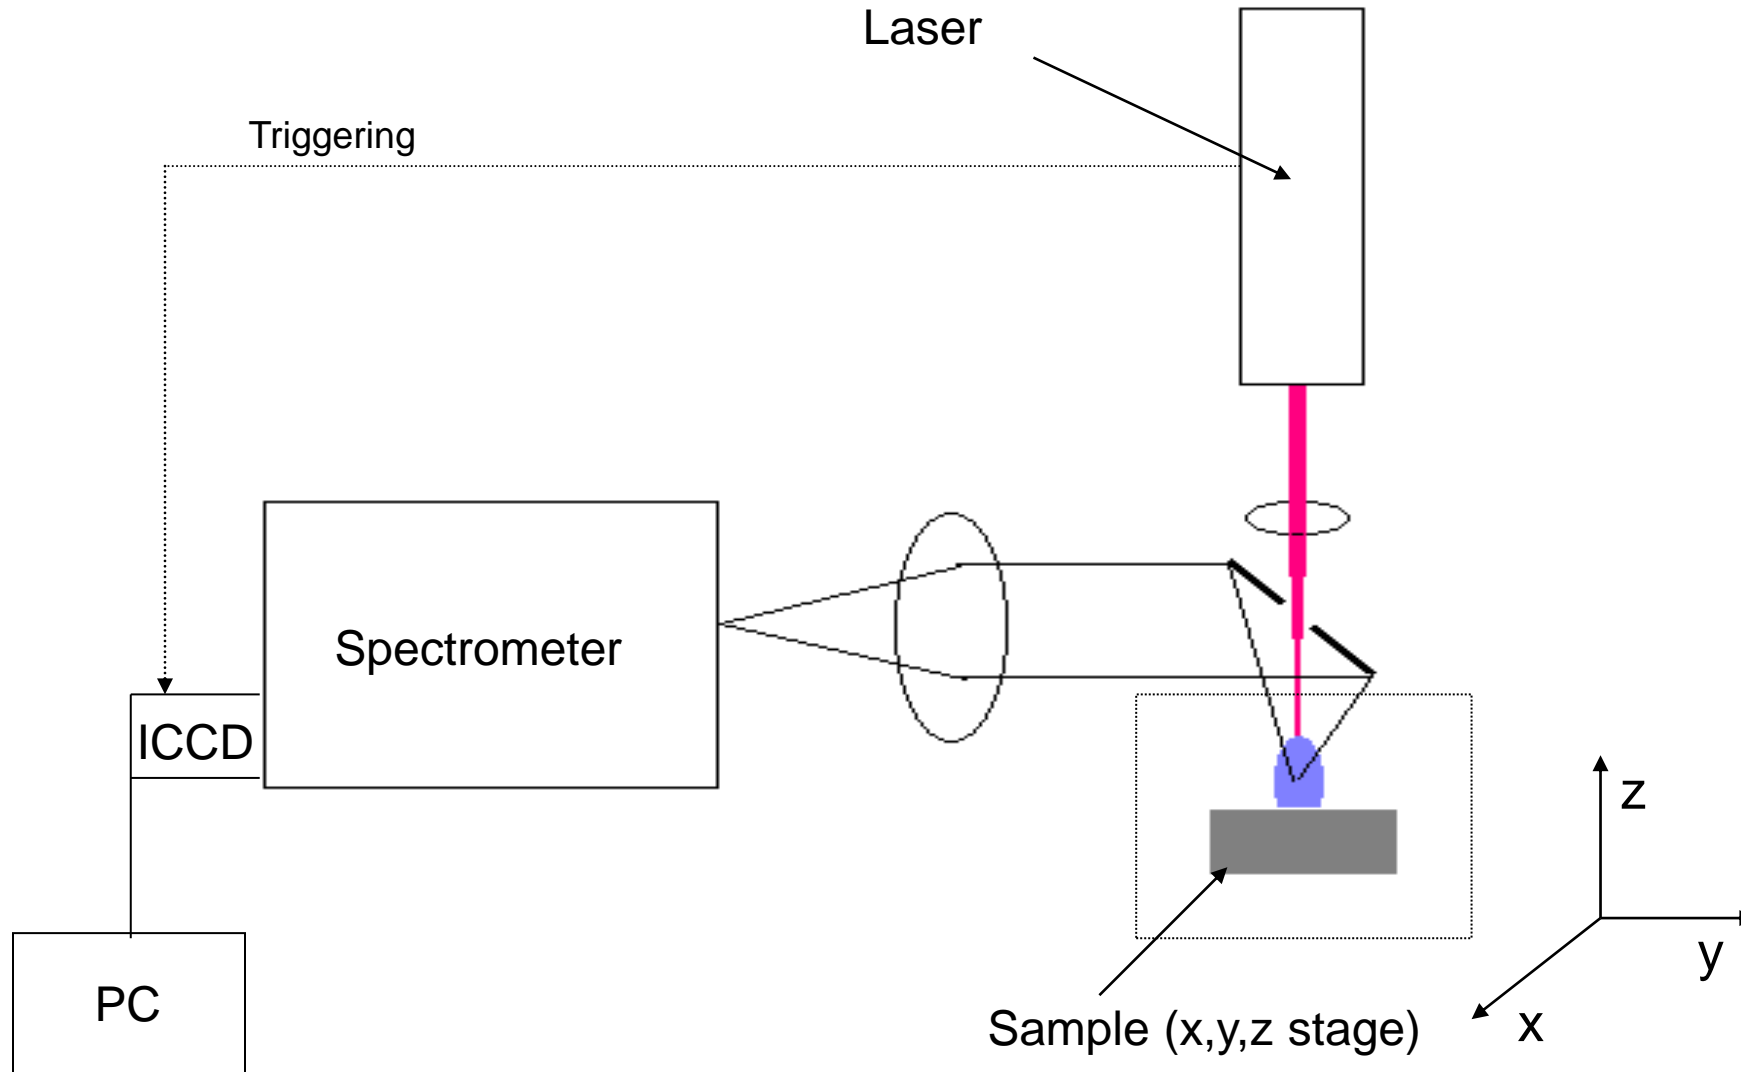 Laser
Triggering
Spectrometer
ICCD
z
y
PC
Sample (x,y,z stage)
x